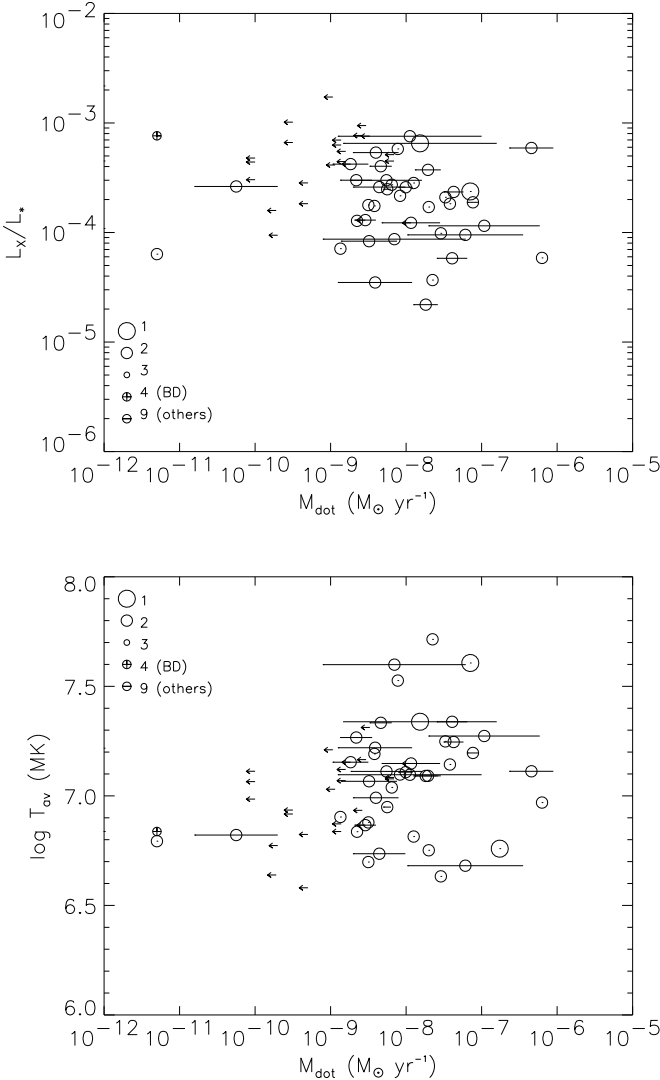 10⁻²
10⁻³
10⁻⁴
10⁻⁵
10⁻⁶
L_X/L_*
1
2
3
4 (BD)
9 (others)
10⁻¹² 10⁻¹¹ 10⁻¹⁰ 10⁻⁹ 10⁻⁸ 10⁻⁷ 10⁻⁶ 10⁻⁵
M_dot (M_⊙ yr⁻¹)
8.0
7.5
7.0
6.5
6.0
log T_av (MK)
1
2
3
4 (BD)
9 (others)
10⁻¹² 10⁻¹¹ 10⁻¹⁰ 10⁻⁹ 10⁻⁸ 10⁻⁷ 10⁻⁶ 10⁻⁵
M_dot (M_⊙ yr⁻¹)